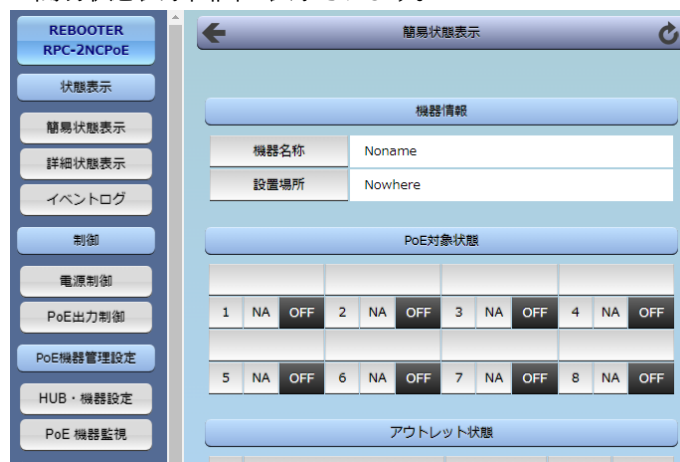 REBOOTER
RPC-2NCPoE
状態表示
簡易状態表示
詳細状態表示
イベントログ
制御
電源制御
PoE出力制御
PoE機器管理設定
HUB・機器設定
PoE 機器監視
簡易状態表示
機器情報
機器名称 Noname
設置場所 Nowhere
PoE対象状態
1 NA OFF 2 NA OFF 3 NA OFF 4 NA OFF
5 NA OFF 6 NA OFF 7 NA OFF 8 NA OFF
アウトレット状態